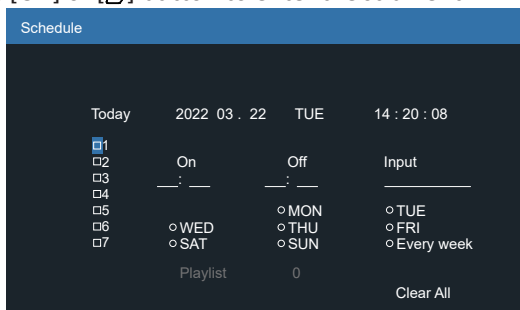 Schedule
Today 2022 03 . 22 TUE 14 : 20 : 08
1
2 On Off Input
3 __: __ __: __ ________
4
5 MON TUE
6 WED THU FRI
7 SAT SUN Every week
Playlist 0
Clear All